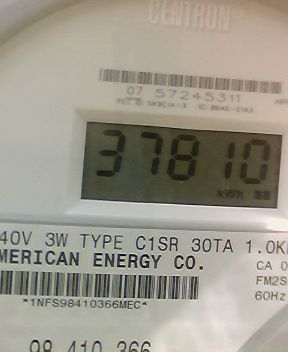 CENTRON
07 57245311
37810
kWh
40V 3W TYPE C1SR 30TA 1.0K
MERICAN ENERGY CO.
CA 0
FM2S
60Hz
*1NFS98410366MEC*
98 410 366